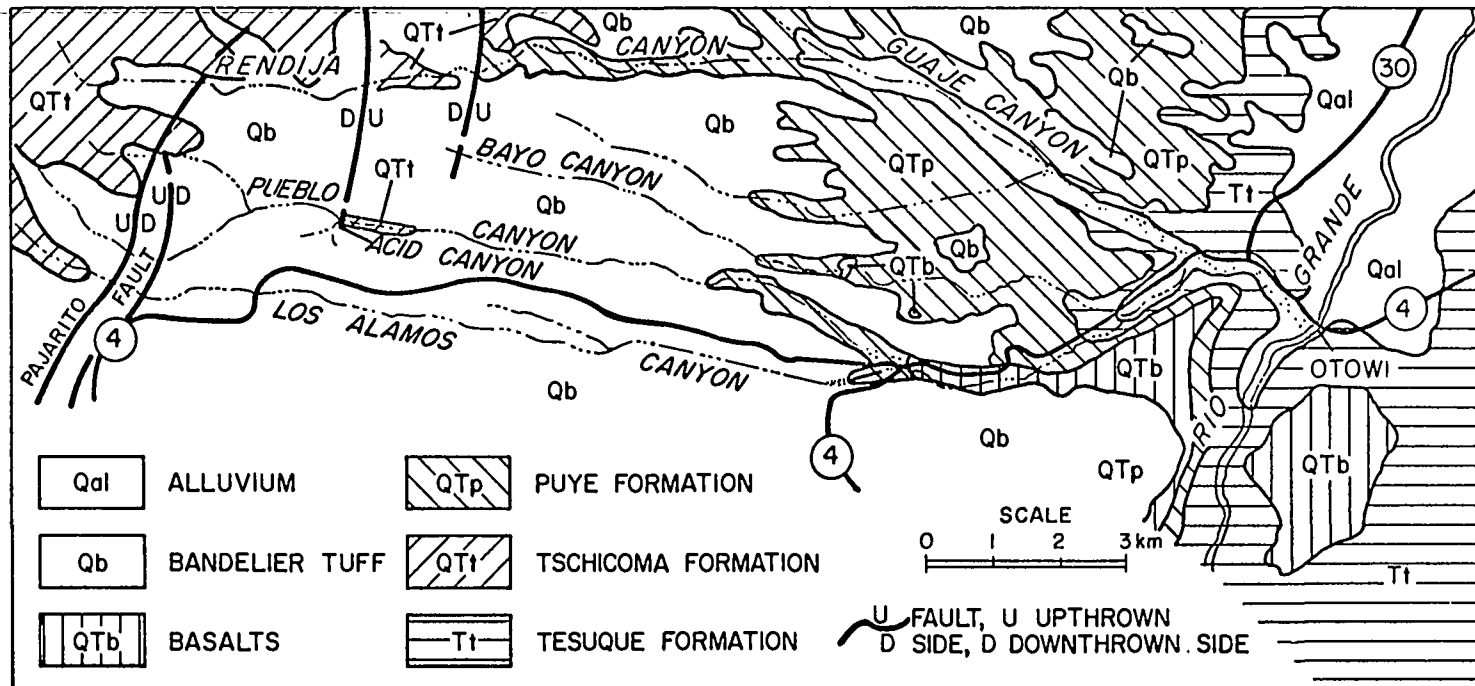 QTt
CANYON
RENDIJA
GUAJE CANYON
Qb
30
QTt
Qb
Qal
D U
D U
Qb
Qb
QTp
BAYO CANYON
QTt
Tt
PUEBLO
U D
U D
Qb
CANYON
ACID CANYON
Qb
QTb
GRANDE
Qal
PAJARITO FAULT
4
LOS ALAMOS
CANYON
4
OTOWI
QTb
Qb
RIO
4
Qb
QTp
QTb
Tt
SCALE
0 1 2 3 km
Qal ALLUVIUM
Qb BANDELIER TUFF
QTb BASALTS
QTp PUYE FORMATION
QTt TSCHICOMA FORMATION
Tt TESUQUE FORMATION
U FAULT, U UPTHROWN
D SIDE, D DOWNTHROWN SIDE